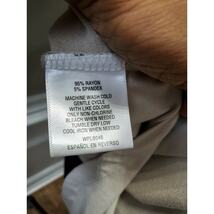 95% RAYON
5% SPANDEX
MACHINE WASH COLD
GENTLE CYCLE
WITH LIKE COLORS
ONLY NON-CHLORINE
BLEACH WHEN NEEDED
TUMBLE DRY LOW
COOL IRON WHEN NEEDED
WPL9046
ESPAÑOL EN REVERSO